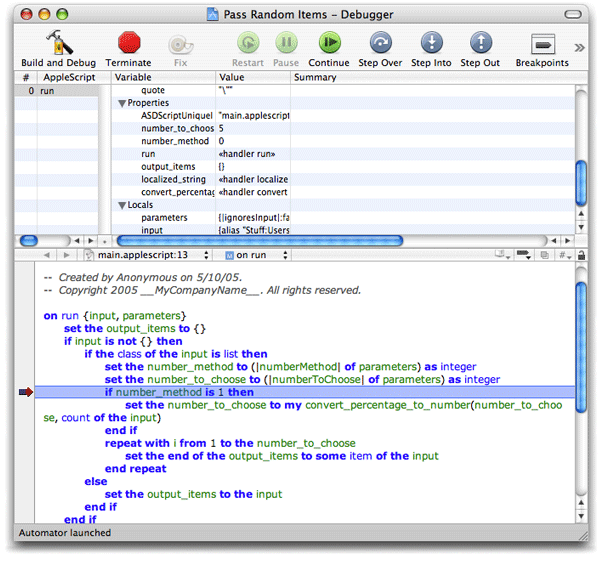 Pass Random Items – Debugger
Build and Debug Terminate Fix Restart Pause Continue Step Over Step Into Step Out Breakpoints »
# AppleScript Variable Value Summary
0 run
quote "\""
Properties
ASDScriptUniqueI "main.applescript
number_to_choos 5
number_method 0
run «handler run»
output_items {}
localized_string «handler localize
convert_percentag «handler convert
Locals
parameters {|ignoresInput|:fa
input {alias "Stuff:Users
main.applescript:13 on run #
-- Created by Anonymous on 5/10/05.
-- Copyright 2005 __MyCompanyName__. All rights reserved.
on run {input, parameters}
set the output_items to {}
if input is not {} then
if the class of the input is list then
set the number_method to (|numberMethod| of parameters) as integer
set the number_to_choose to (|numberToChoose| of parameters) as integer
if number_method is 1 then
set the number_to_choose to my convert_percentage_to_number(number_to_choo
se, count of the input)
end if
repeat with i from 1 to the number_to_choose
set the end of the output_items to some item of the input
end repeat
else
set the output_items to the input
end if
end if
Automator launched